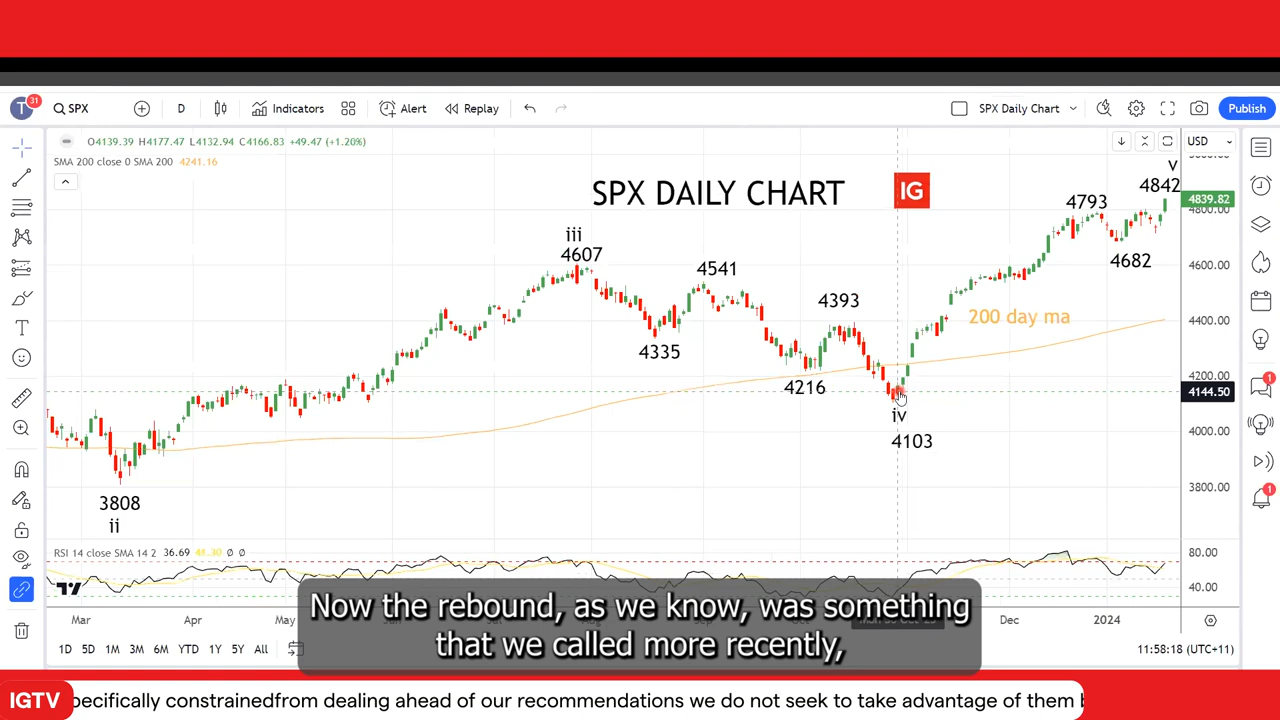 T 31 SPX D Indicators Alert Replay SPX Daily Chart Publish
O4139.39 H4177.47 L4132.94 C4166.83 +49.47 (+1.20%) USD
SMA 200 close 0 SMA 200 4241.16
V
SPX DAILY CHART IG 4842
4839.82
4793
4800.00
iii
4607 4682
4541 4600.00
4393
200 day ma 4400.00
4335
4216 4200.00
4144.50
iv
4103 4000.00
3808 3800.00
ii
RSI 14 close SMA 14 2 36.69 41.30 Ø Ø 80.00
40.00
Now the rebound, as we know, was something
that we called more recently,
Mar Apr May Dec 2024
1D 5D 1M 3M 6M YTD 1Y 5Y All 11:58:18 (UTC+11)
IGTV pecifically constrainedfrom dealing ahead of our recommendations we do not seek to take advantage of them